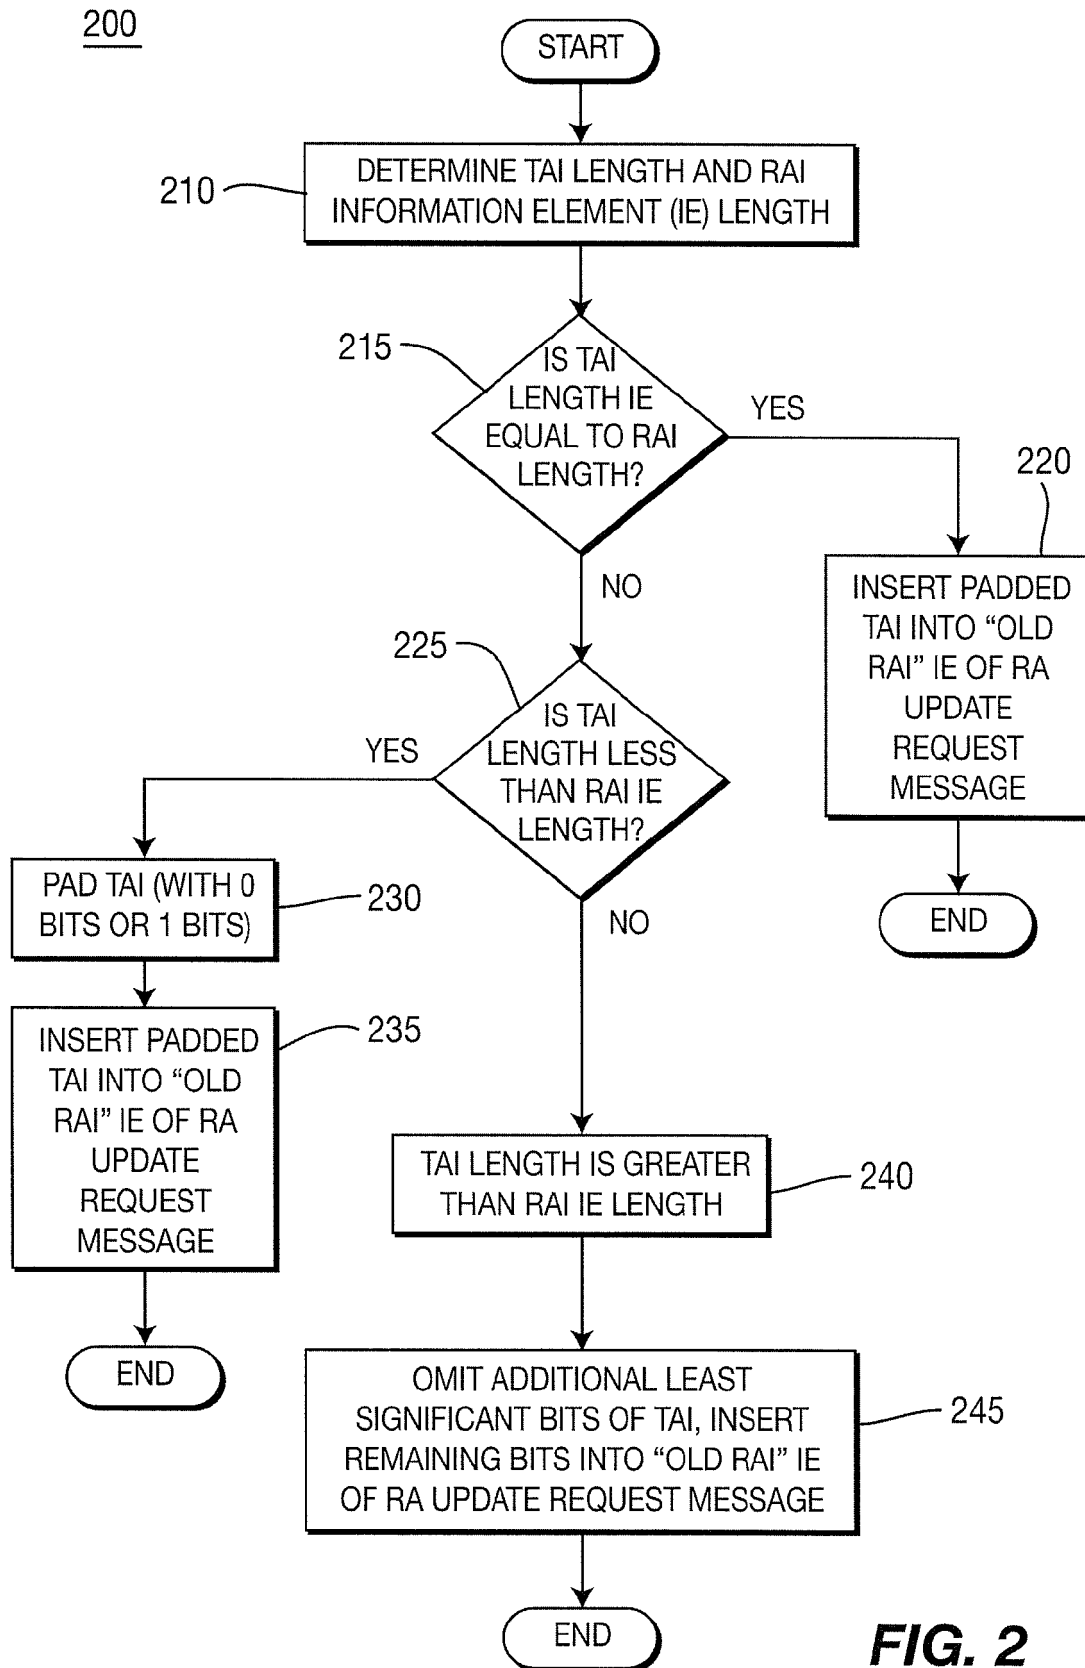 200
START
210
DETERMINE TAI LENGTH AND RAI
INFORMATION ELEMENT (IE) LENGTH
215
IS TAI
LENGTH IE
EQUAL TO RAI
LENGTH?
YES
NO
220
INSERT PADDED
TAI INTO “OLD
RAI” IE OF RA
UPDATE
REQUEST
MESSAGE
END
225
IS TAI
LENGTH LESS
THAN RAI IE
LENGTH?
YES
NO
PAD TAI (WITH 0
BITS OR 1 BITS)
230
INSERT PADDED
TAI INTO “OLD
RAI” IE OF RA
UPDATE
REQUEST
MESSAGE
235
END
TAI LENGTH IS GREATER
THAN RAI IE LENGTH
240
OMIT ADDITIONAL LEAST
SIGNIFICANT BITS OF TAI, INSERT
REMAINING BITS INTO “OLD RAI” IE
OF RA UPDATE REQUEST MESSAGE
245
END
FIG. 2